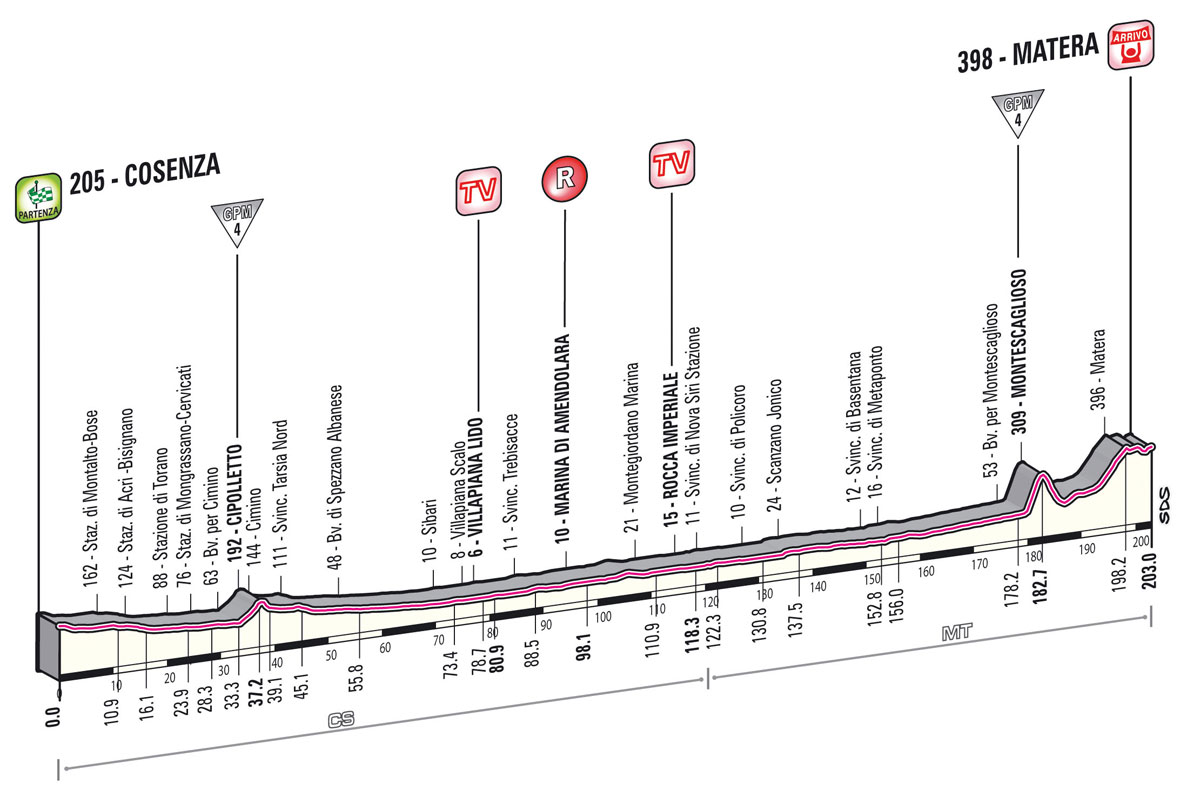 398 - MATERA
ARRIVO
GPM
4
205 - COSENZA
PARTENZA
GPM
4
TV
R
TV
162 - Staz. di Montalto-Bose
124 - Staz. di Acri -Bisignano
88 - Stazione di Torano
76 - Staz. di Mongrassano-Cervicati
63 - Bv. per Cimino
192 - CIPOLLETTO
144 - Cimino
111 - Svinc. Tarsia Nord
48 - Bv. di Spezzano Albanese
10 - Sibari
8 - Villapiana Scalo
6 - VILLAPIANA LIDO
11 - Svinc. Trebisacce
10 - MARINA DI AMENDOLARA
21 - Montegiordano Marina
15 - ROCCA IMPERIALE
11 - Svinc. di Nova Siri Stazione
10 - Svinc. di Policoro
24 - Scanzano Jonico
12 - Svinc. di Basentana
16 - Svinc. di Metaponto
53 - Bv. per Montescaglioso
309 - MONTESCAGLIOSO
396 - Matera
SDS
0
10
20
30
40
50
60
70
80
90
100
110
120
130
140
150
160
170
180
190
200
0.0
10.9
16.1
23.9
28.3
33.3
37.2
39.1
45.1
55.8
73.4
78.7
80.9
88.5
98.1
110.9
118.3
122.3
130.8
137.5
152.8
156.0
178.2
182.7
198.2
203.0
CS
MT